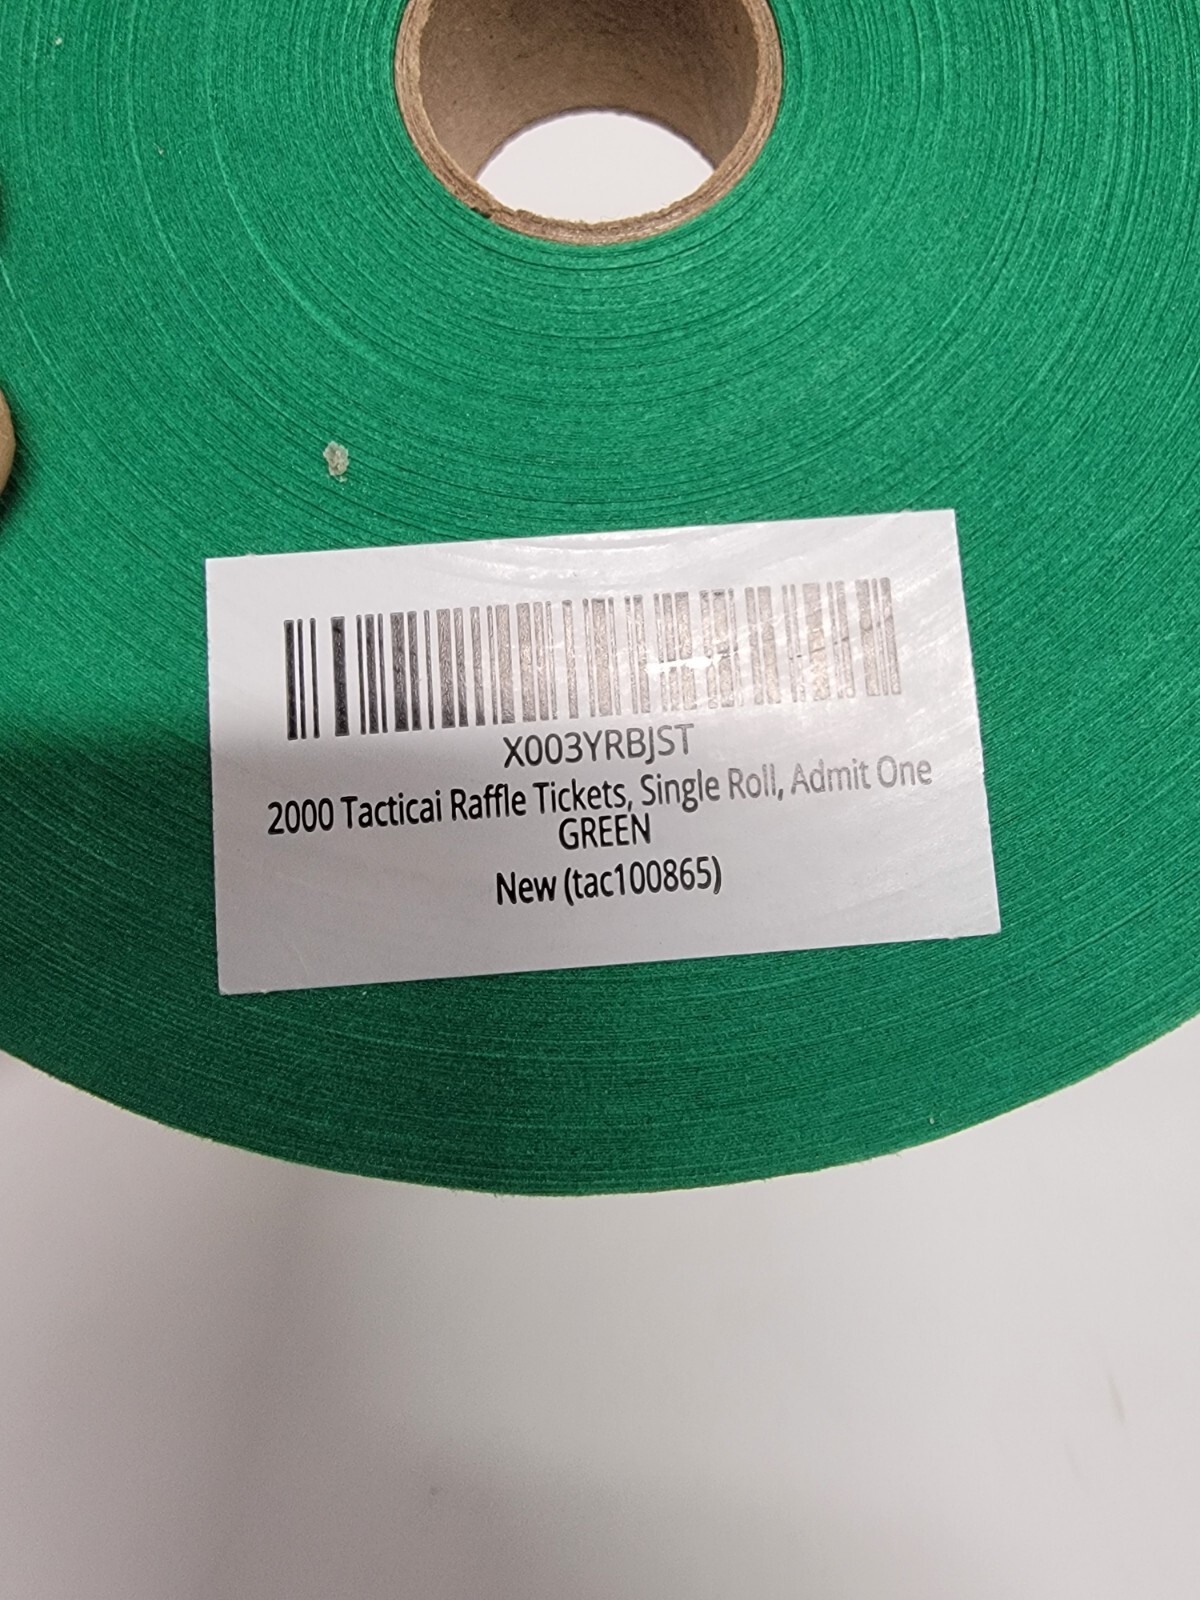 X003YRBJST
2000 Tacticai Raffle Tickets, Single Roll, Admit One
GREEN
New (tac100865)